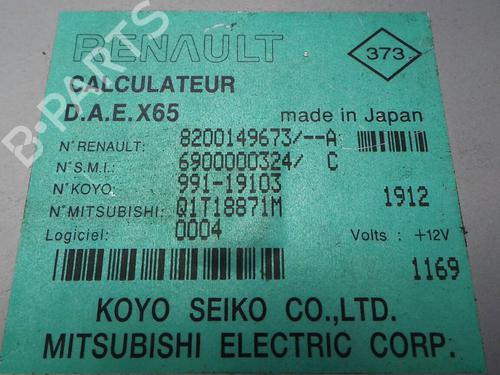 RENAULT 373
CALCULATEUR
D.A.E.X65 made in Japan
N° RENAULT: 8200149673/--A
N° S.M.I.: 6900000324/ C
N° KOYO: 991-19103
N° MITSUBISHI: Q1T18871M 1912
Logiciel: 0004 Volts : +12V
1169
KOYO SEIKO CO.,LTD.
MITSUBISHI ELECTRIC CORP.
B-PARTS